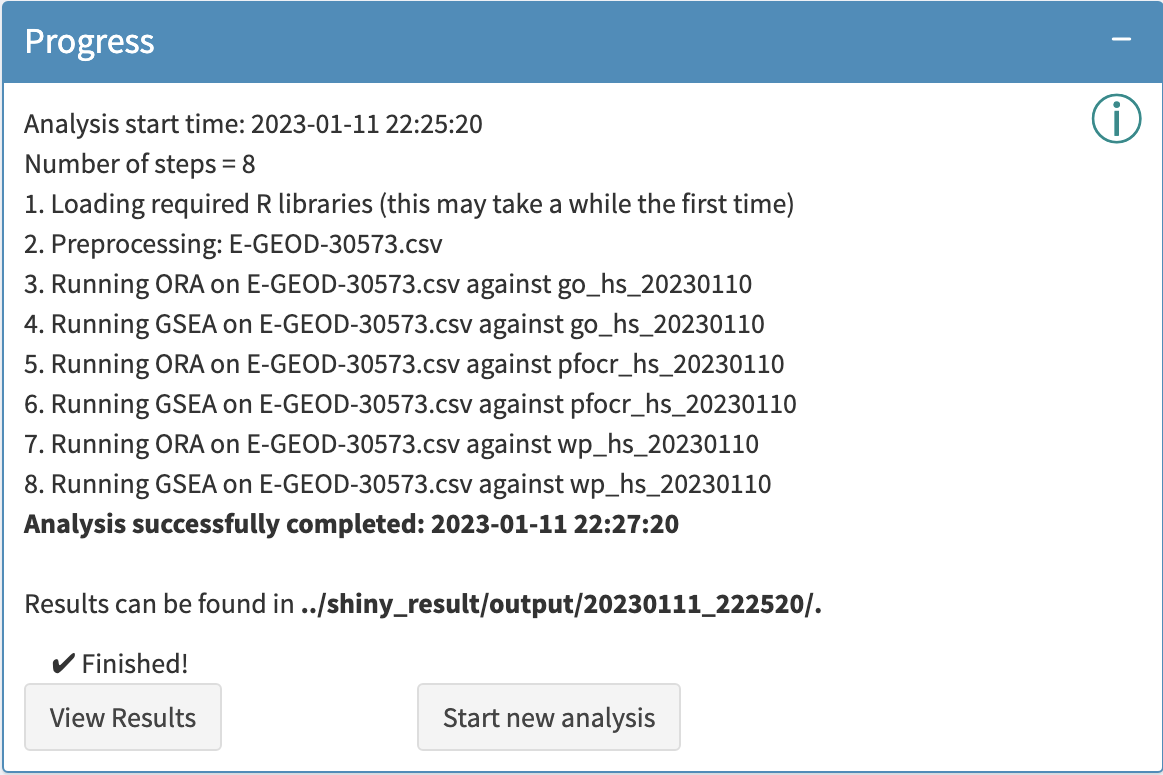 Progress
Analysis start time: 2023-01-11 22:25:20
Number of steps = 8
1. Loading required R libraries (this may take a while the first time)
2. Preprocessing: E-GEOD-30573.csv
3. Running ORA on E-GEOD-30573.csv against go_hs_20230110
4. Running GSEA on E-GEOD-30573.csv against go_hs_20230110
5. Running ORA on E-GEOD-30573.csv against pfocr_hs_20230110
6. Running GSEA on E-GEOD-30573.csv against pfocr_hs_20230110
7. Running ORA on E-GEOD-30573.csv against wp_hs_20230110
8. Running GSEA on E-GEOD-30573.csv against wp_hs_20230110
Analysis successfully completed: 2023-01-11 22:27:20
Results can be found in ../shiny_result/output/20230111_222520/.
✔ Finished!
View Results
Start new analysis